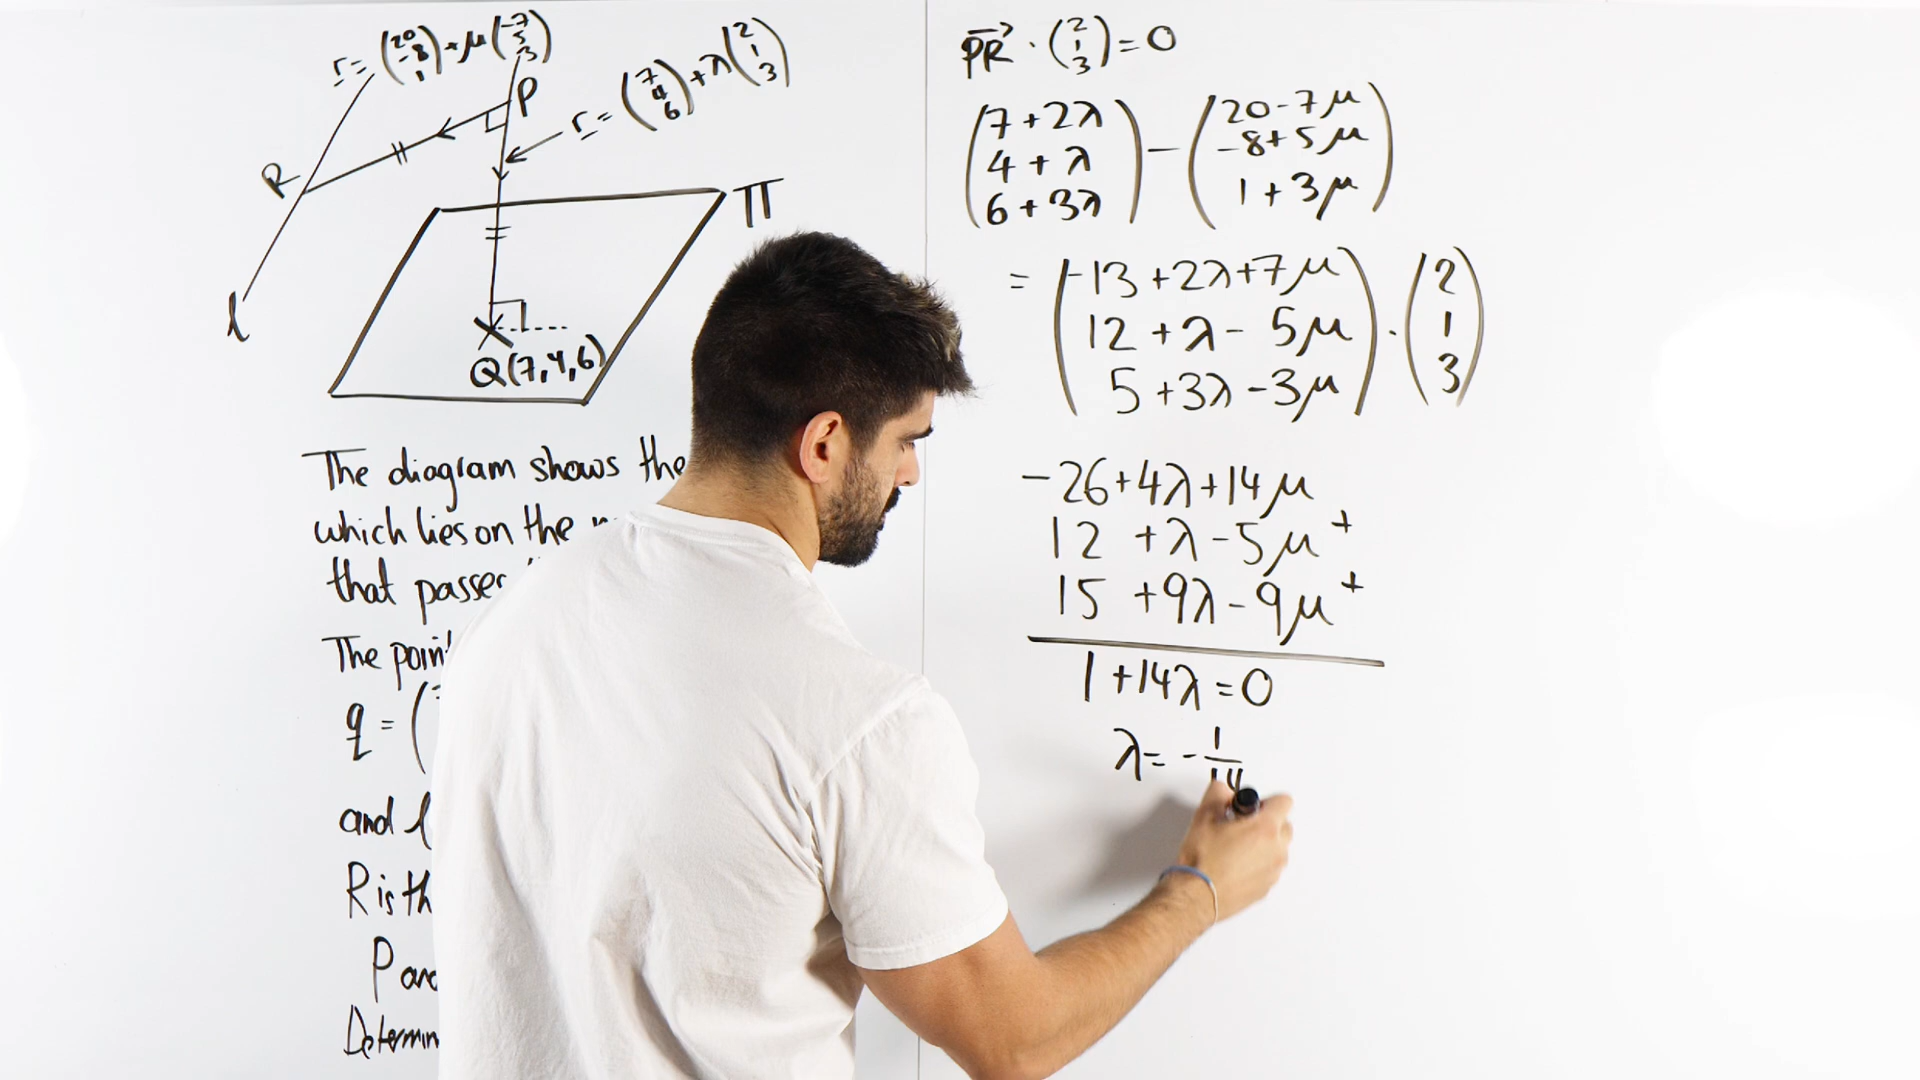 r = (20 -8 1) + μ(-7 5 3)
r = (7 4 6) + λ(2 1 3)
P
R
Π
l
Q(7,4,6)
The diagram shows the
which lies on the
that passes
The point
q = (
and l
R is th
P and
Determin
PR · (2 1 3) = 0
(7+2λ 4+λ 6+3λ) − (20-7μ -8+5μ 1+3μ)
= (-13+2λ+7μ 12+λ-5μ 5+3λ-3μ) · (2 1 3)
-26+4λ+14μ
12 +λ-5μ +
15 +9λ-9μ +
1+14λ=0
λ= -1/14